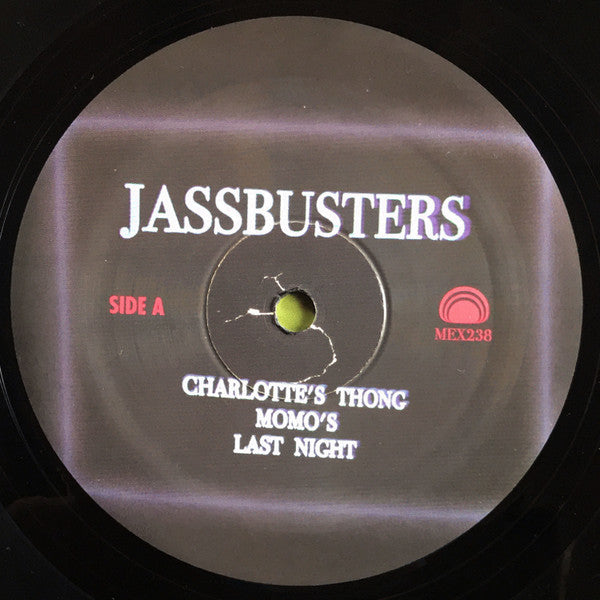 JASSBUSTERS
SIDE A
MEX238
CHARLOTTE'S THONG
MOMO'S
LAST NIGHT